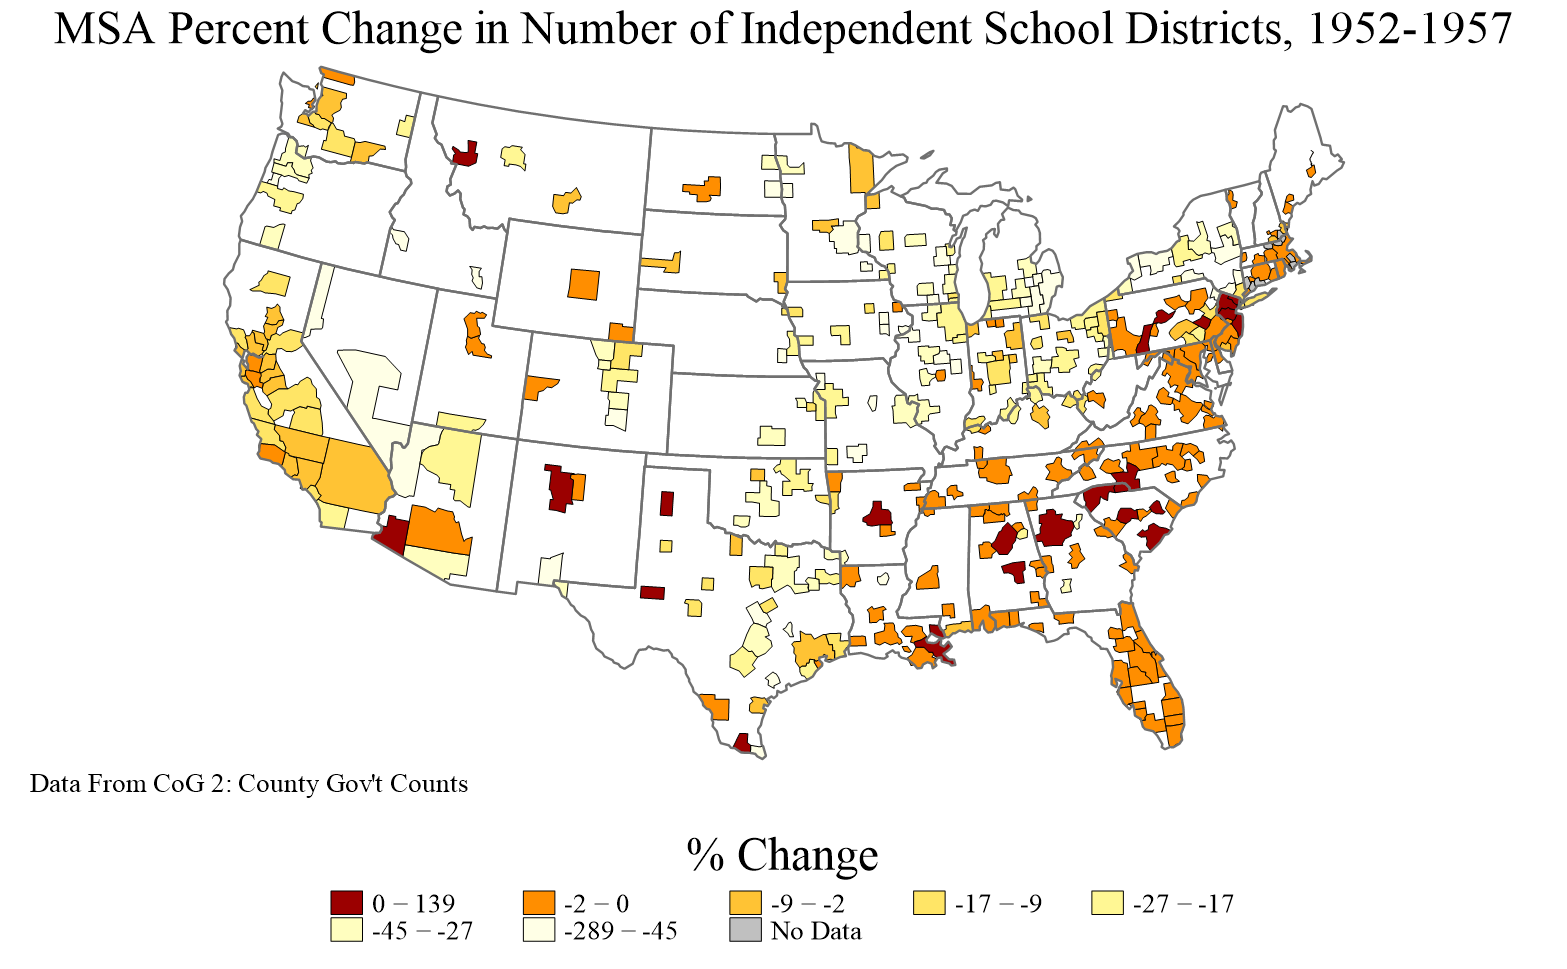 MSA Percent Change in Number of Independent School Districts, 1952-1957
Data From CoG 2: County Gov't Counts
% Change
0 – 139
-2 – 0
-9 – -2
-17 – -9
-27 – -17
-45 – -27
-289 – -45
No Data